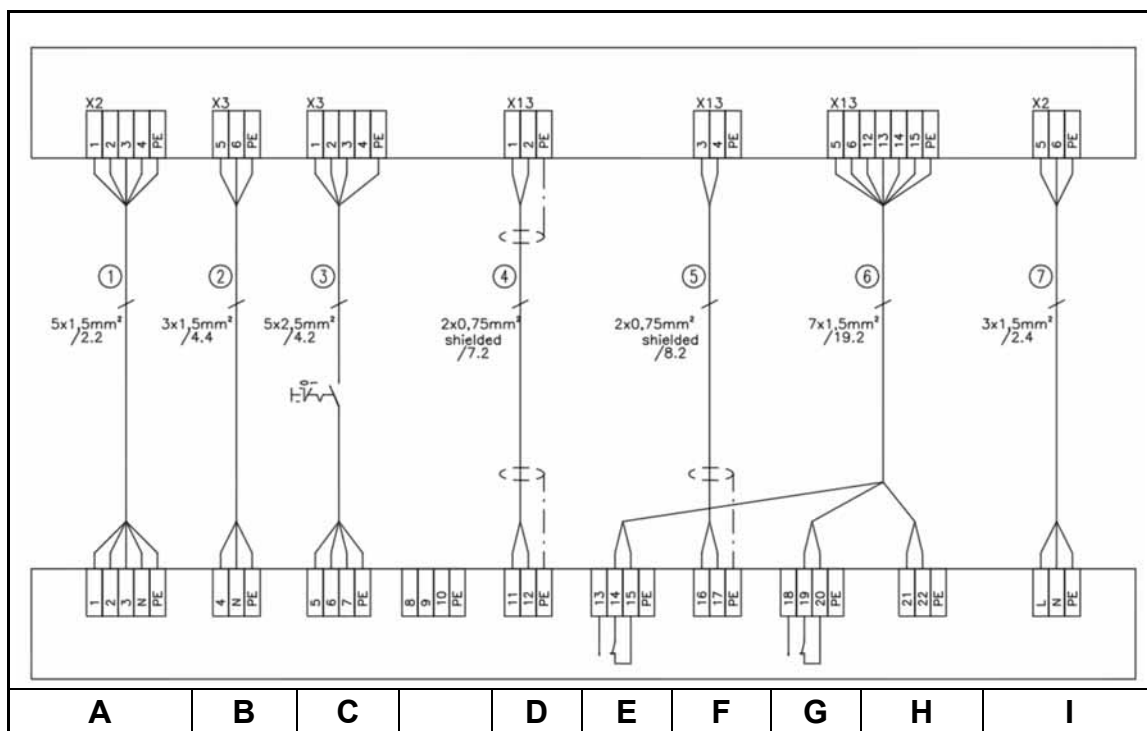 X2 X3 X3 X13 X13 X13 X2
1 2 3 4 PE 5 6 PE 1 2 3 4 PE 1 2 PE 3 4 PE 5 6 12 13 14 15 PE 5 6 PE
1 2 3 4 5 6 7
5x1,5mm² 3x1,5mm² 5x2,5mm² 2x0,75mm² 2x0,75mm² 7x1,5mm² 3x1,5mm²
/2.2 /4.4 /4.2 shielded shielded /19.2 /2.4
/7.2 /8.2
0 1
1 2 3 N PE 4 N PE 5 6 7 PE 8 9 10 PE 11 12 PE 13 14 15 PE 16 17 PE 18 19 20 PE 21 22 PE L N PE
A B C D E F G H I